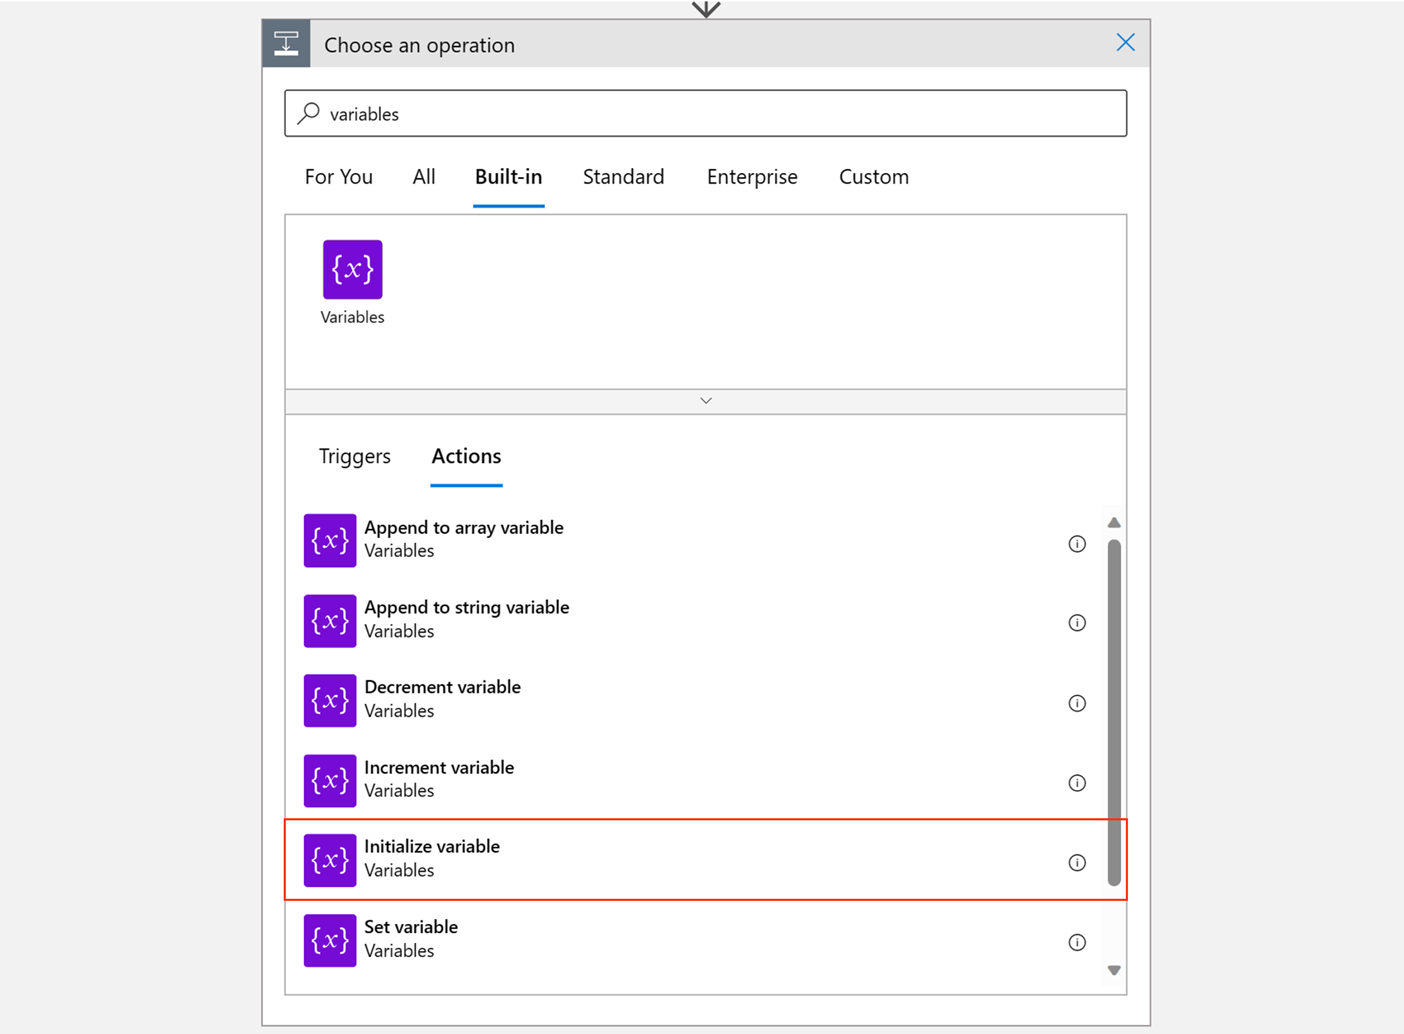 Choose an operation
variables
For You All Built-in Standard Enterprise Custom
{x}
Variables
Triggers Actions
{x} Append to array variable
Variables
{x} Append to string variable
Variables
{x} Decrement variable
Variables
{x} Increment variable
Variables
{x} Initialize variable
Variables
{x} Set variable
Variables